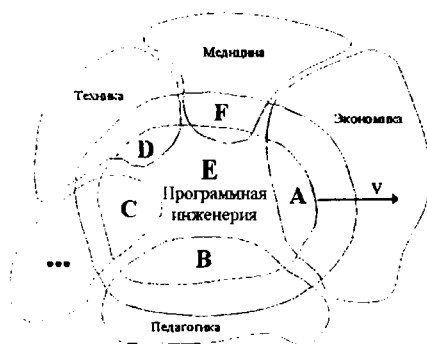 Медицина
Техника
F
Экономика
D
E
V
C
Программная
A
инженерия
B
...
Педагогика